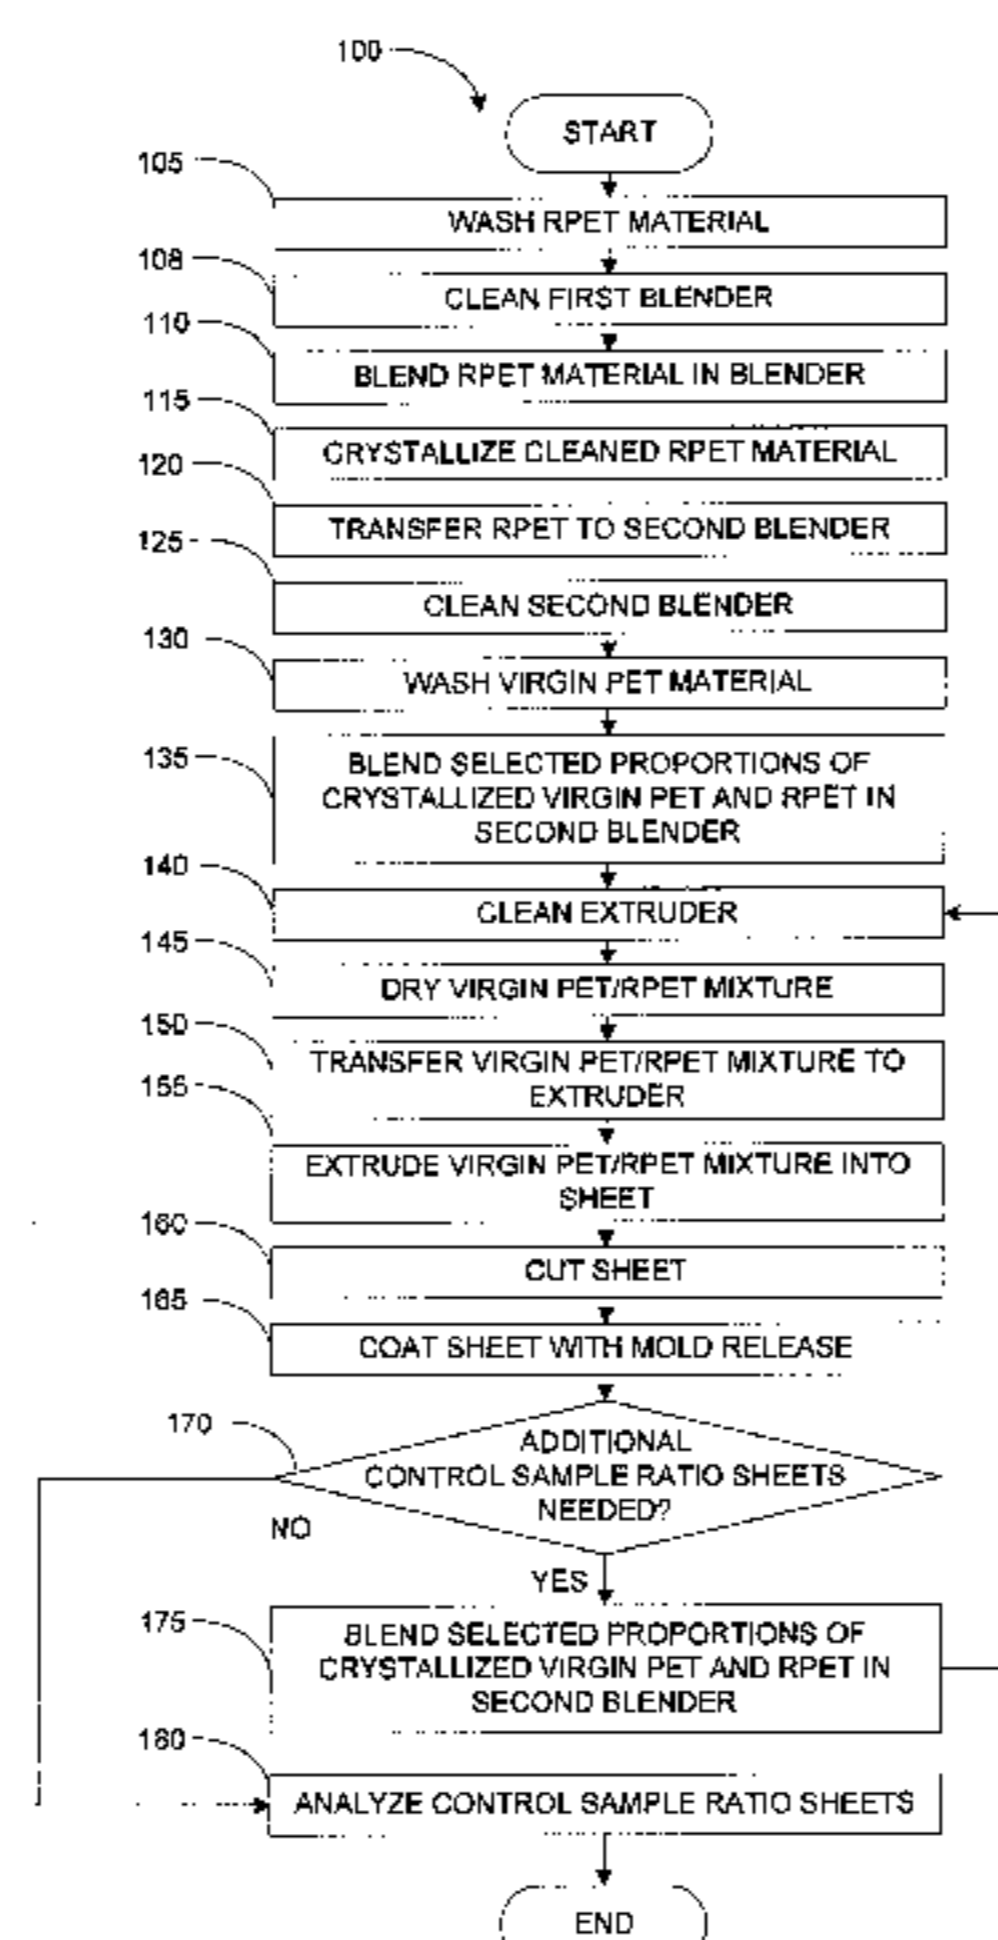 100
START
105
WASH RPET MATERIAL
108
CLEAN FIRST BLENDER
110
BLEND RPET MATERIAL IN BLENDER
115
CRYSTALLIZE CLEANED RPET MATERIAL
120
TRANSFER RPET TO SECOND BLENDER
125
CLEAN SECOND BLENDER
130
WASH VIRGIN PET MATERIAL
135
BLEND SELECTED PROPORTIONS OF
CRYSTALLIZED VIRGIN PET AND RPET IN
SECOND BLENDER
140
CLEAN EXTRUDER
145
DRY VIRGIN PET/RPET MIXTURE
150
TRANSFER VIRGIN PET/RPET MIXTURE TO
EXTRUDER
155
EXTRUDE VIRGIN PET/RPET MIXTURE INTO
SHEET
160
CUT SHEET
165
COAT SHEET WITH MOLD RELEASE
170
ADDITIONAL
CONTROL SAMPLE RATIO SHEETS
NEEDED?
NO
YES
175
BLEND SELECTED PROPORTIONS OF
CRYSTALLIZED VIRGIN PET AND RPET IN
SECOND BLENDER
180
ANALYZE CONTROL SAMPLE RATIO SHEETS
END